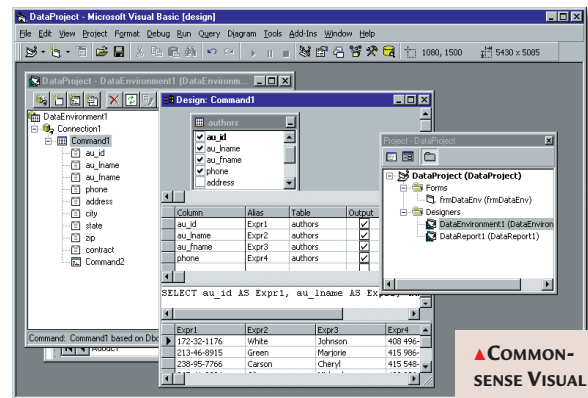 DataProject - Microsoft Visual Basic [design]
File Edit View Project Format Debug Run Query Diagram Tools Add-Ins Window Help
1080, 1500 5430 x 5085
DataProject - DataEnvironment1 (DataEnvironm...
DataEnvironment1
Connection1
Command1
au_id
au_lname
au_fname
phone
address
city
state
zip
contract
Command2
Command: Command1 based on Dbo
Adodc1
Design: Command1
authors
au_id
au_lname
au_fname
phone
address
Column Alias Table Output
au_id Expr1 authors
au_lname Expr2 authors
au_fname Expr3 authors
phone Expr4 authors
SELECT au_id AS Expr1, au_lname AS
Expr1 Expr2 Expr3 Expr4
172-32-1176 White Johnson 408 496-
213-46-8915 Green Marjorie 415 986-
238-95-7766 Carson Cheryl 415 548-
Project - DataProject
DataProject (DataProject)
Forms
frmDataEnv (frmDataEnv)
Designers
DataEnvironment1 (DataEnviron
DataReport1 (DataReport1)
▲COMMON-
SENSE VISUAL